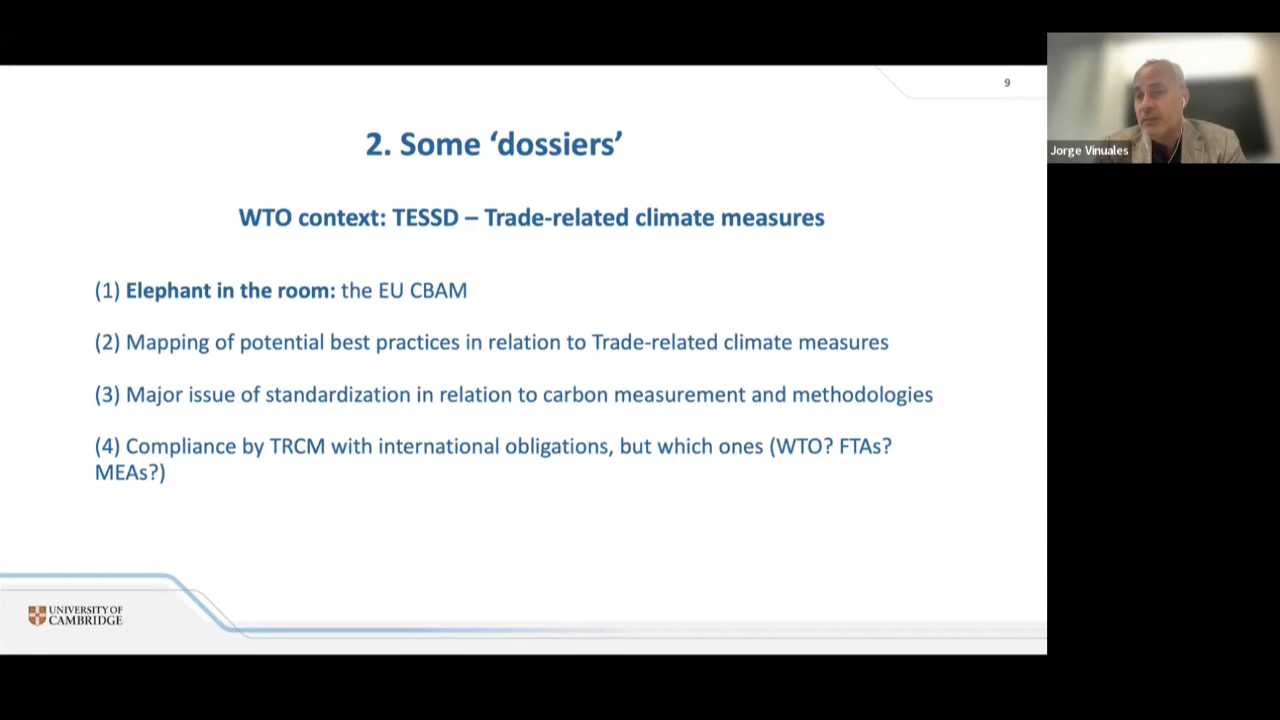 9
2. Some ‘dossiers’
WTO context: TESSD – Trade-related climate measures
(1) Elephant in the room: the EU CBAM
(2) Mapping of potential best practices in relation to Trade-related climate measures
(3) Major issue of standardization in relation to carbon measurement and methodologies
(4) Compliance by TRCM with international obligations, but which ones (WTO? FTAs?
MEAs?)
UNIVERSITY OF
CAMBRIDGE
Jorge Vinuales